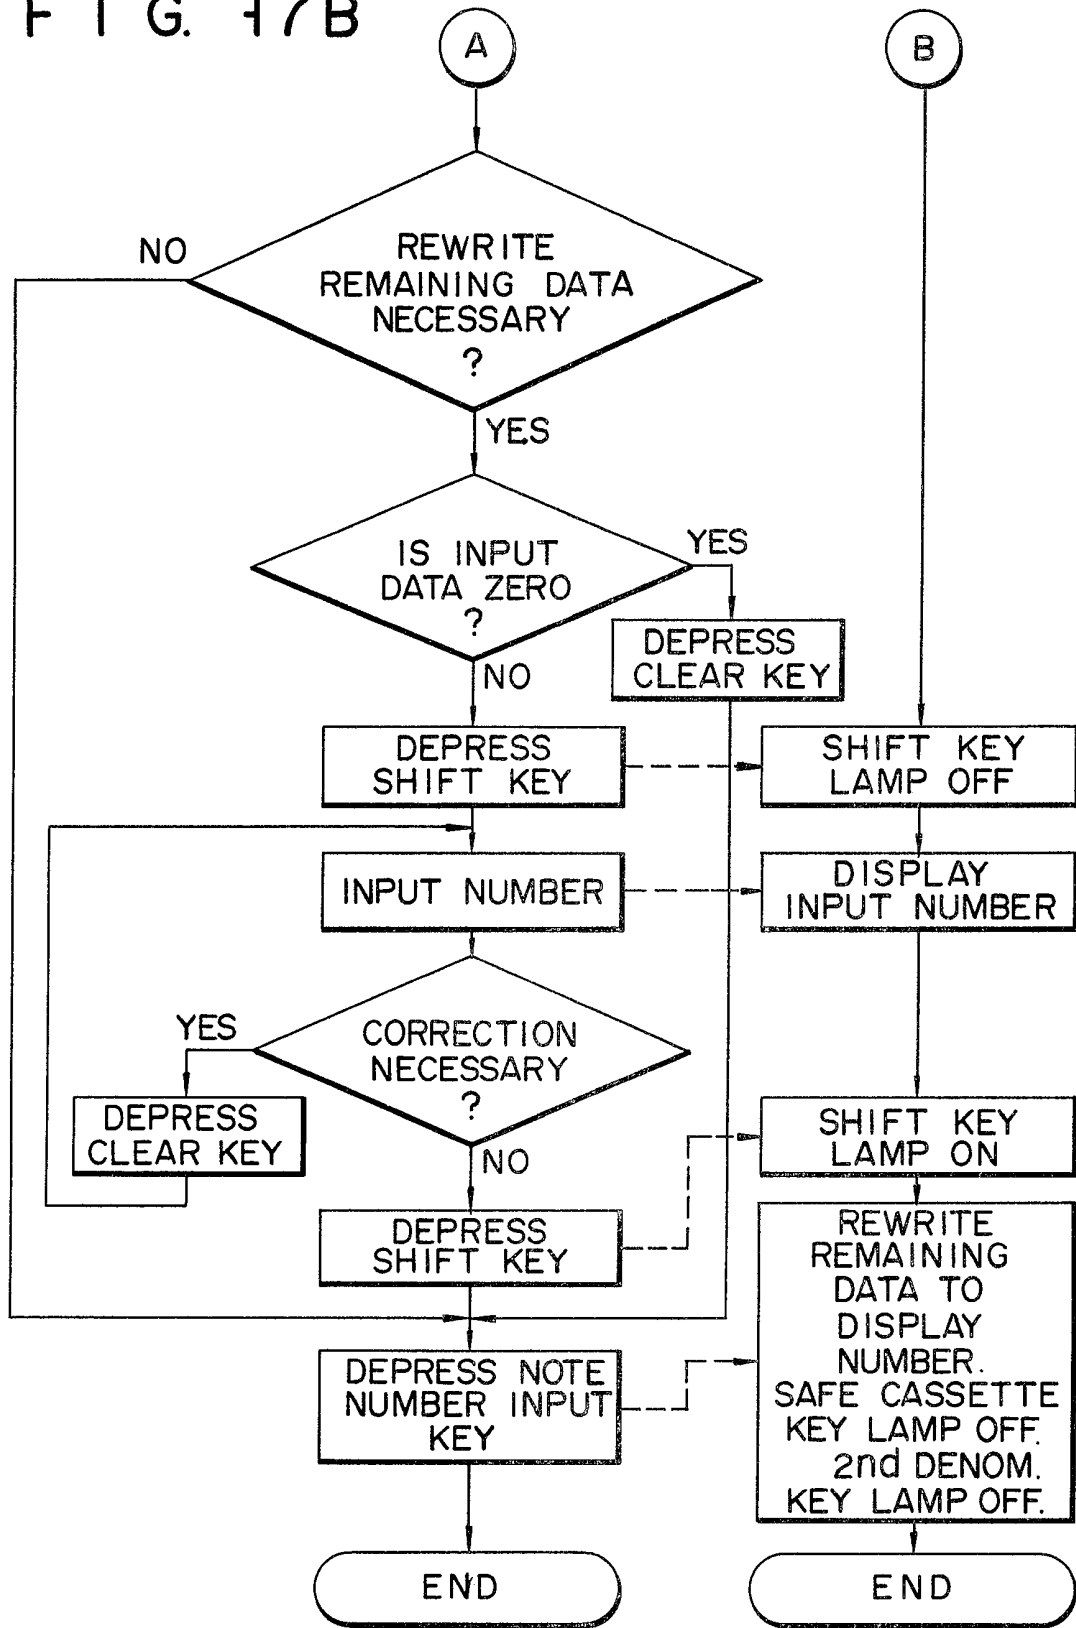 FIG. 17B
A
B
REWRITE
REMAINING DATA
NECESSARY
?
NO
YES
IS INPUT
DATA ZERO
?
YES
NO
DEPRESS
CLEAR KEY
DEPRESS
SHIFT KEY
SHIFT KEY
LAMP OFF
INPUT NUMBER
DISPLAY
INPUT NUMBER
CORRECTION
NECESSARY
?
YES
NO
DEPRESS
CLEAR KEY
SHIFT KEY
LAMP ON
DEPRESS
SHIFT KEY
DEPRESS NOTE
NUMBER INPUT
KEY
REWRITE
REMAINING
DATA TO
DISPLAY
NUMBER.
SAFE CASSETTE
KEY LAMP OFF.
2nd DENOM.
KEY LAMP OFF.
END
END